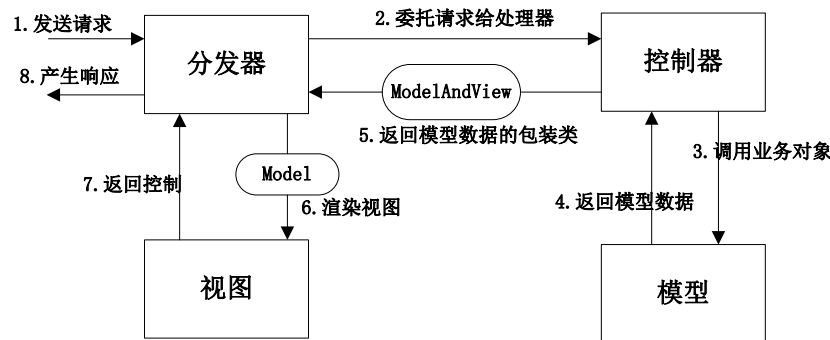 1.发送请求
2.委托请求给处理器
分发器
控制器
8.产生响应
ModelAndView
5.返回模型数据的包装类
3.调用业务对象
Model
7.返回控制
4.返回模型数据
6.渲染视图
视图
模型